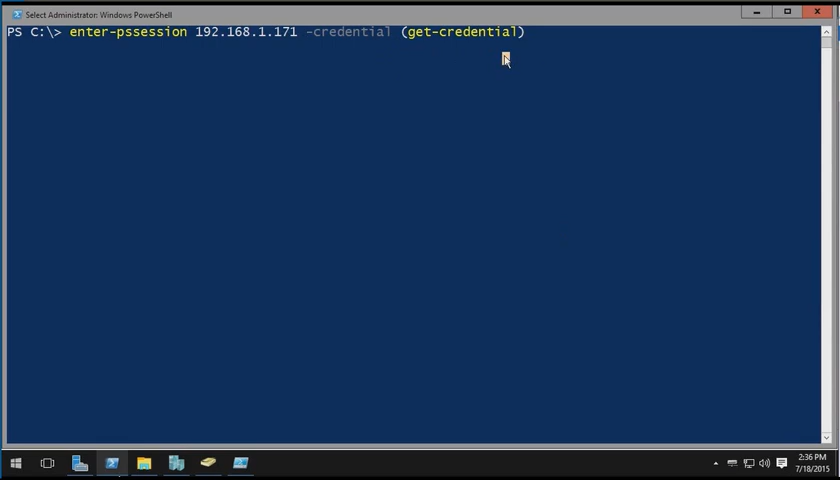 Select Administrator: Windows PowerShell
PS C:\> enter-pssession 192.168.1.171 -credential (get-credential)
2:36 PM
7/18/2015